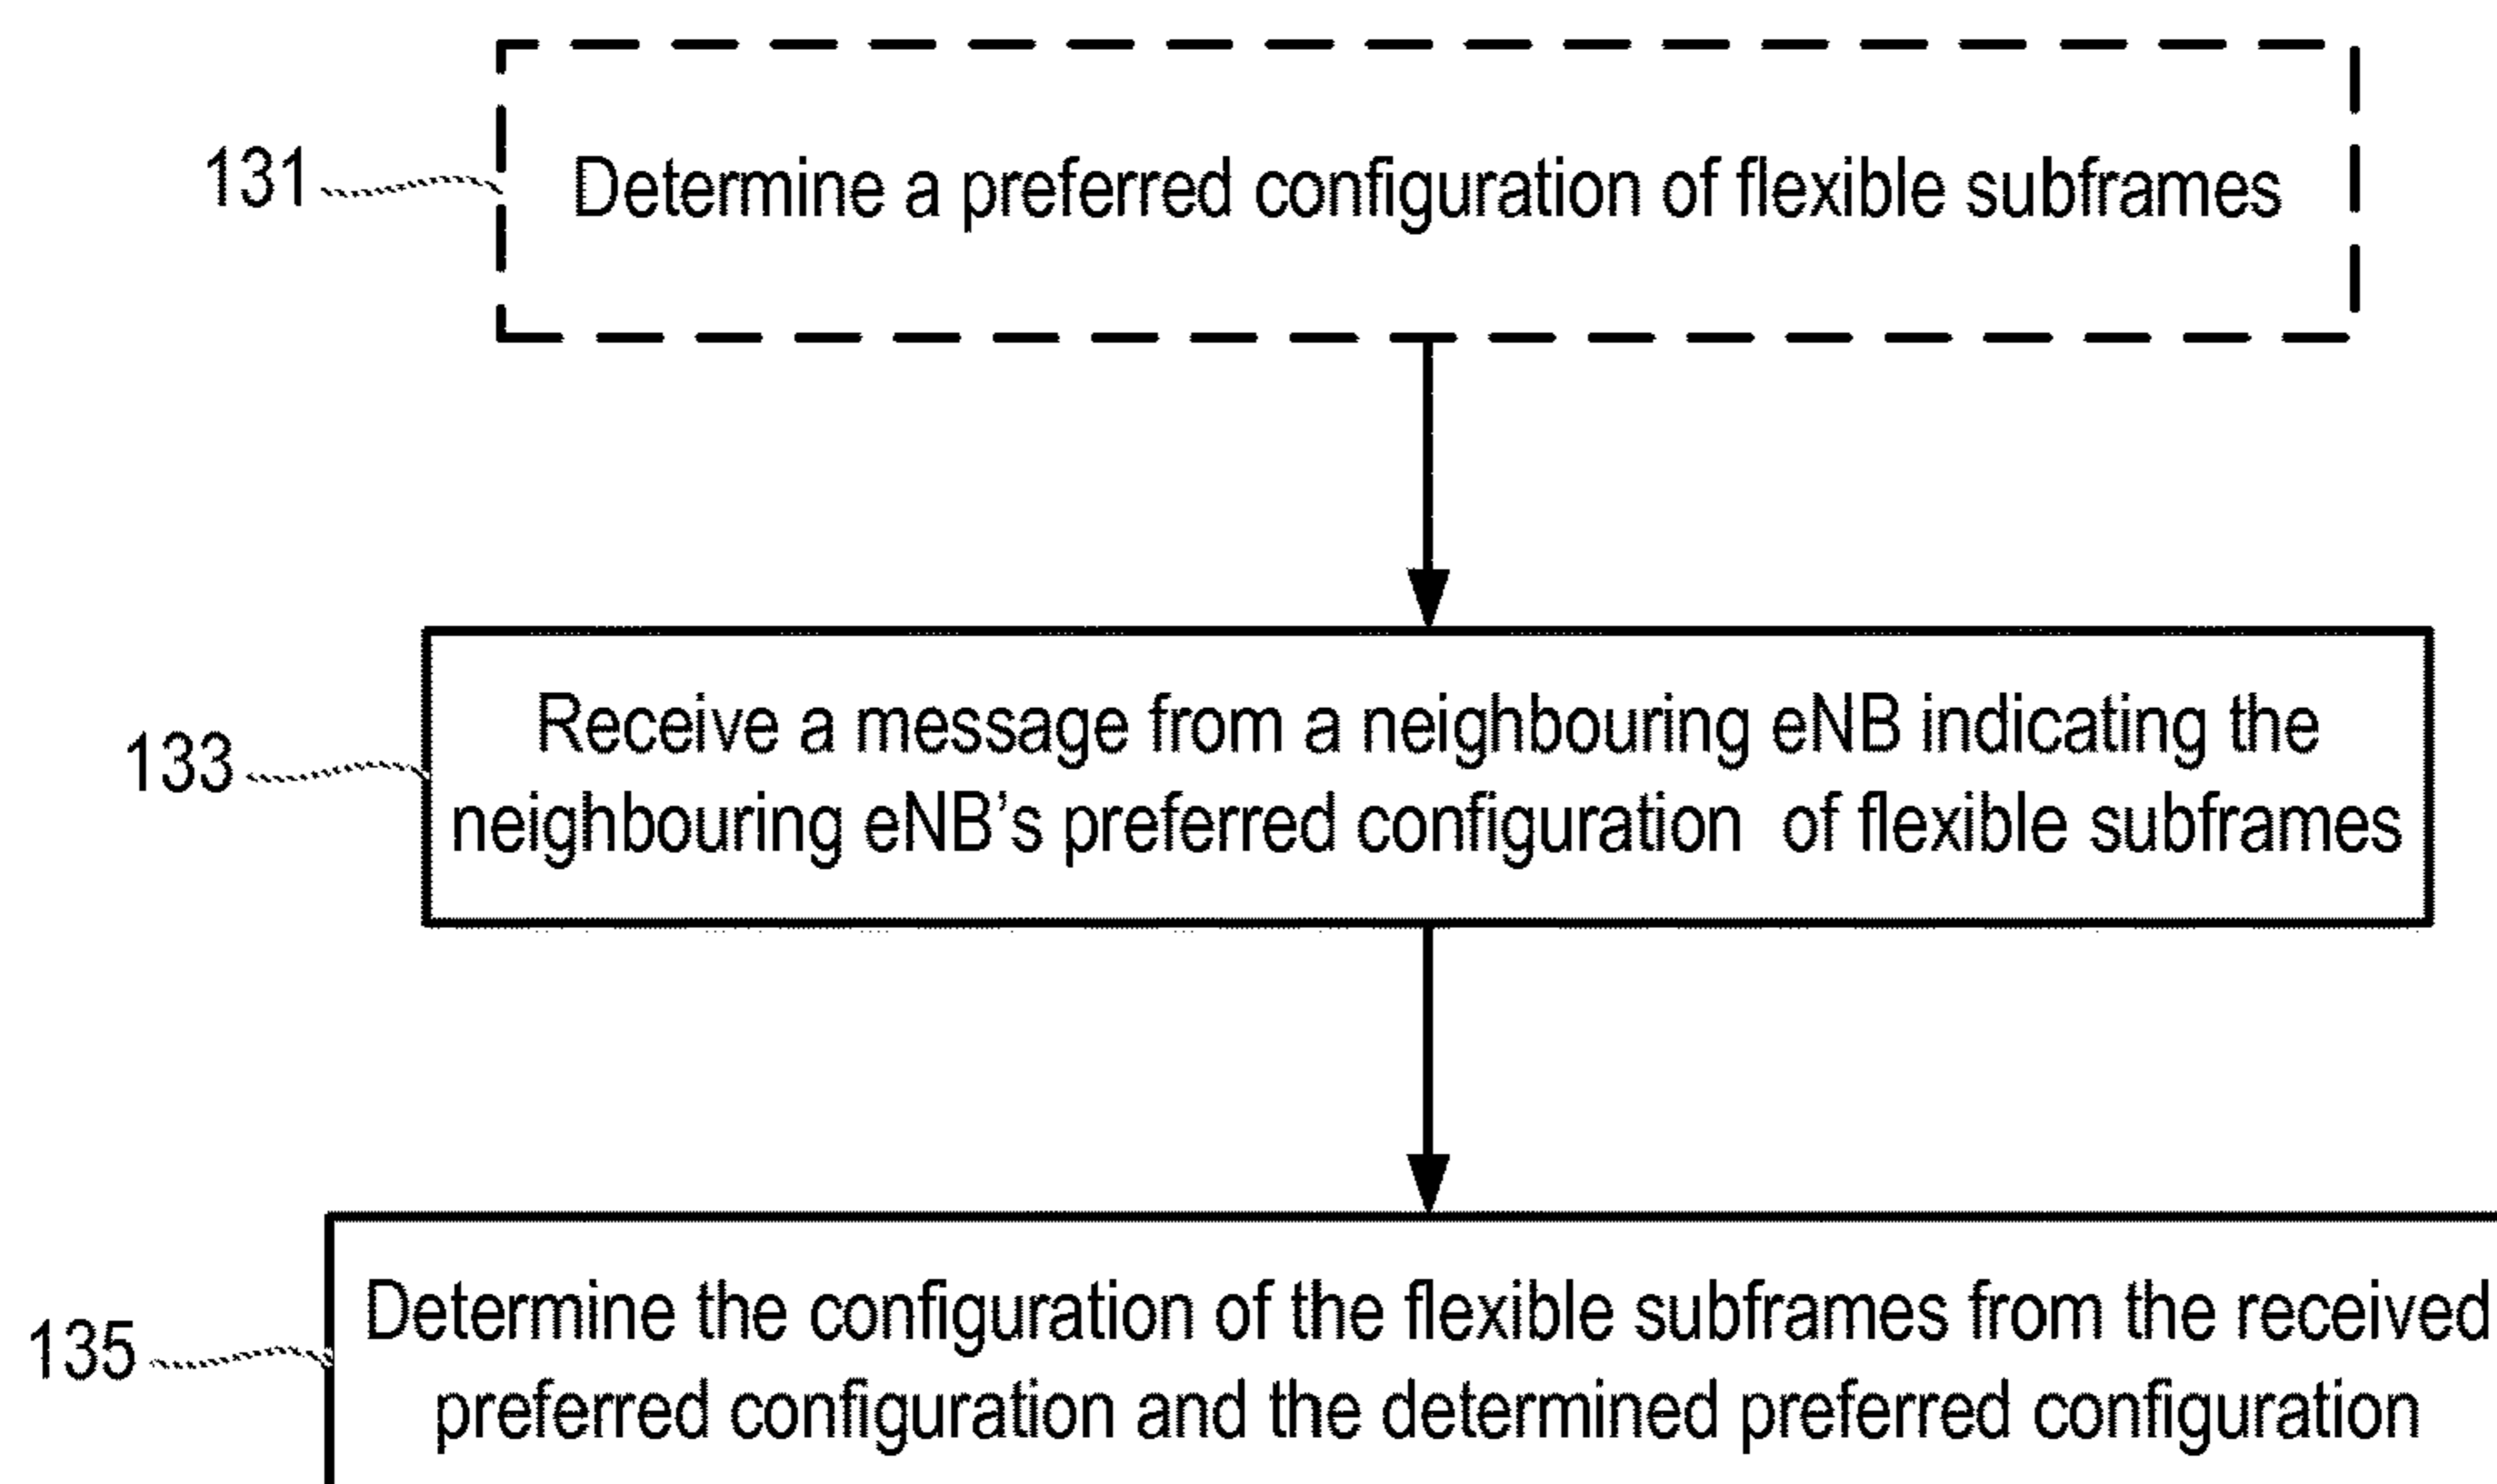 131
Determine a preferred configuration of flexible subframes
133
Receive a message from a neighbouring eNB indicating the
neighbouring eNB's preferred configuration of flexible subframes
135
Determine the configuration of the flexible subframes from the received
preferred configuration and the determined preferred configuration